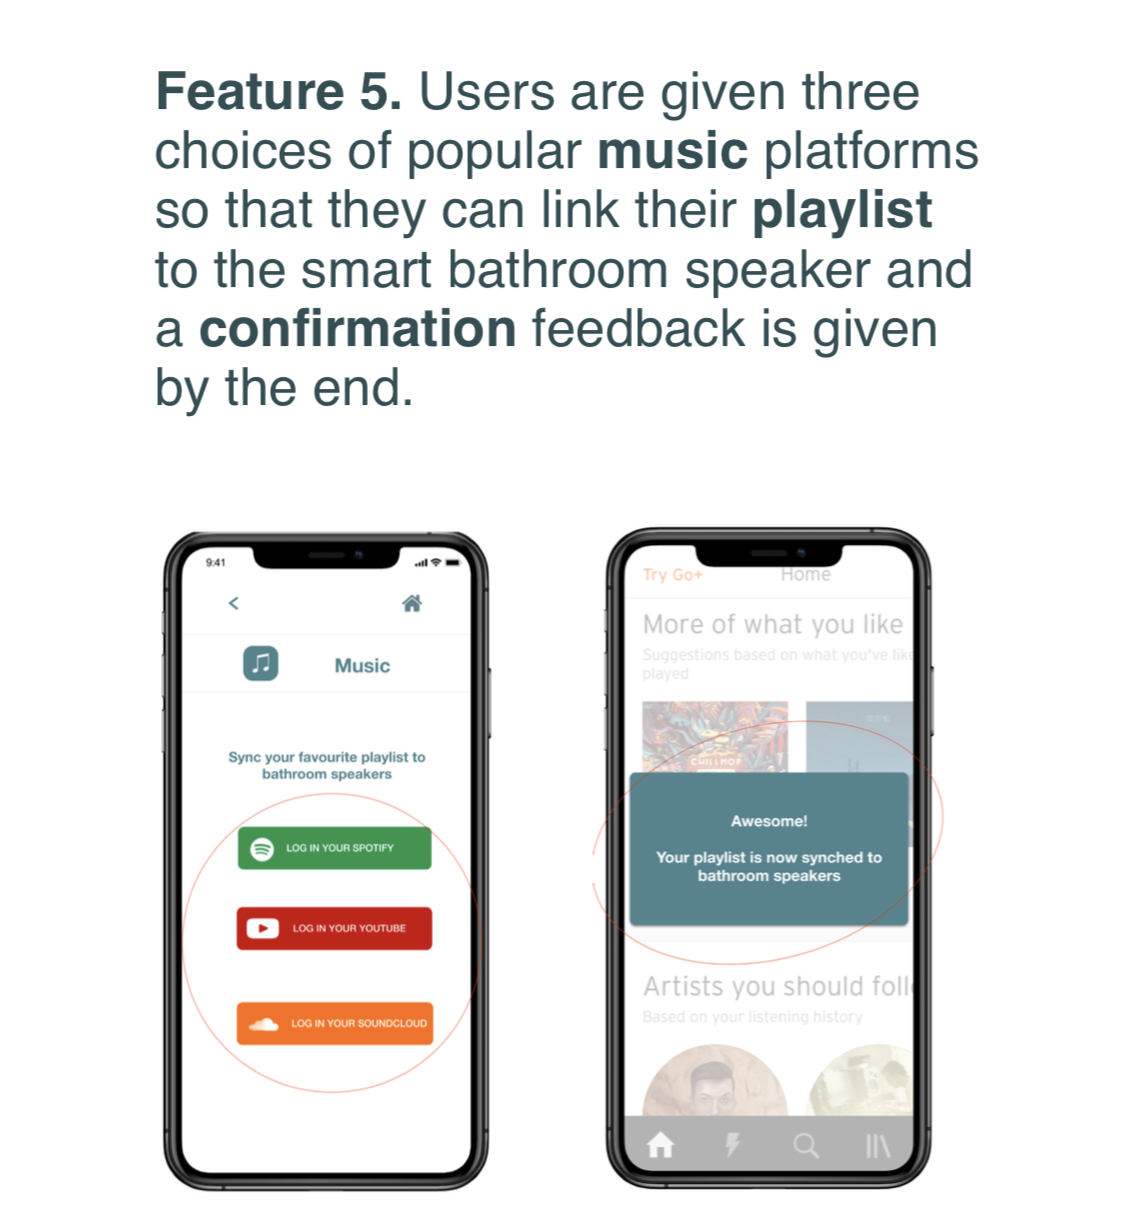 Feature 5. Users are given three
choices of popular music platforms
so that they can link their playlist
to the smart bathroom speaker and
a confirmation feedback is given
by the end.
9:41
Music
Sync your favourite playlist to
bathroom speakers
LOG IN YOUR SPOTIFY
LOG IN YOUR YOUTUBE
LOG IN YOUR SOUNDCLOUD
Try Go+ Home
More of what you like
Suggestions based on what you've like
played
CHILLHOP
Awesome!
Your playlist is now synched to
bathroom speakers
Artists you should foll
Based on your listening history